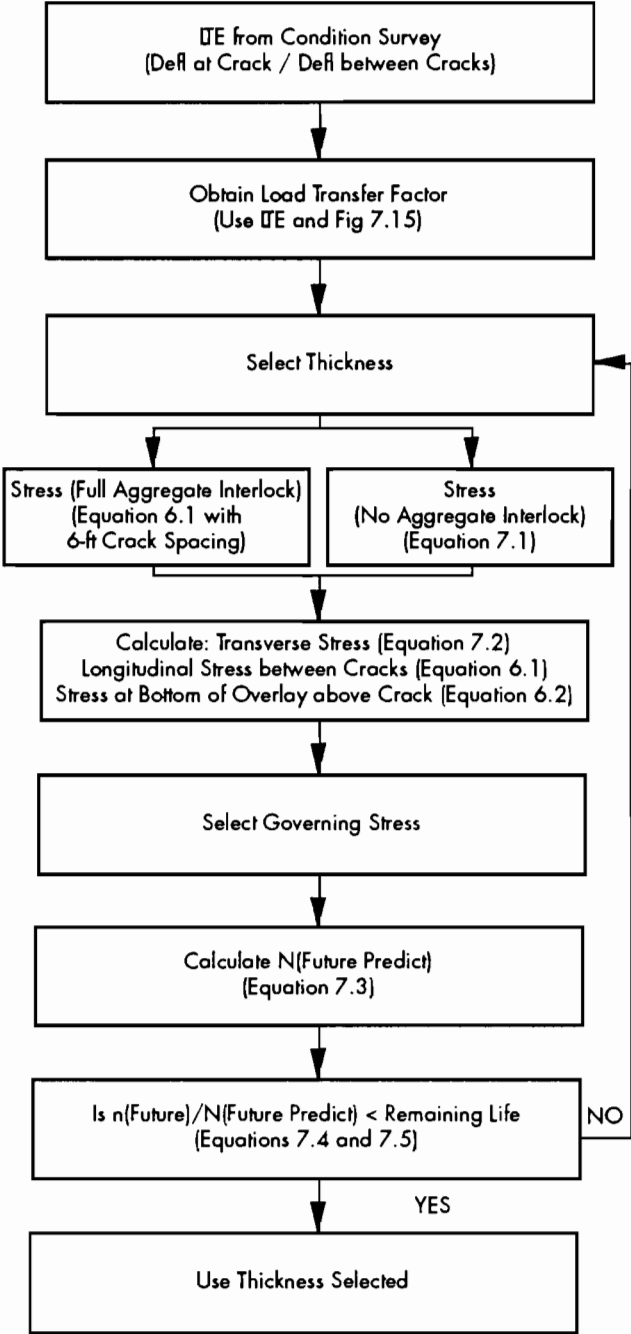 LTE from Condition Survey
(Defl at Crack / Defl between Cracks)
Obtain Load Transfer Factor
(Use LTE and Fig 7.15)
Select Thickness
Stress (Full Aggregate Interlock)
(Equation 6.1 with
6-ft Crack Spacing)
Stress
(No Aggregate Interlock)
(Equation 7.1)
Calculate: Transverse Stress (Equation 7.2)
Longitudinal Stress between Cracks (Equation 6.1)
Stress at Bottom of Overlay above Crack (Equation 6.2)
Select Governing Stress
Calculate N(Future Predict)
(Equation 7.3)
Is n(Future)/N(Future Predict) < Remaining Life
(Equations 7.4 and 7.5)
NO
YES
Use Thickness Selected